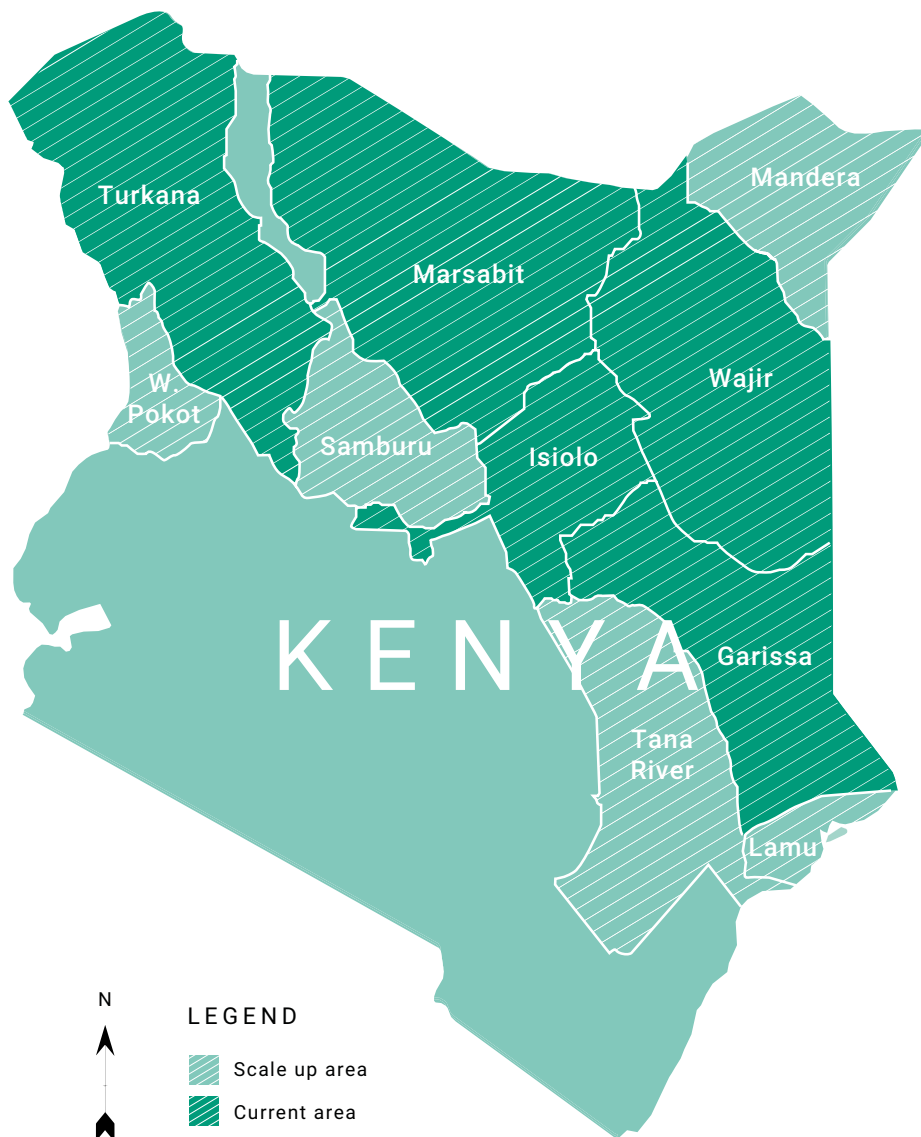 Mandera
Turkana
Marsabit
Wajir
W.
Pokot
Samburu
Isiolo
KENYA
Garissa
Tana
River
Lamu
N
LEGEND
Scale up area
Current area